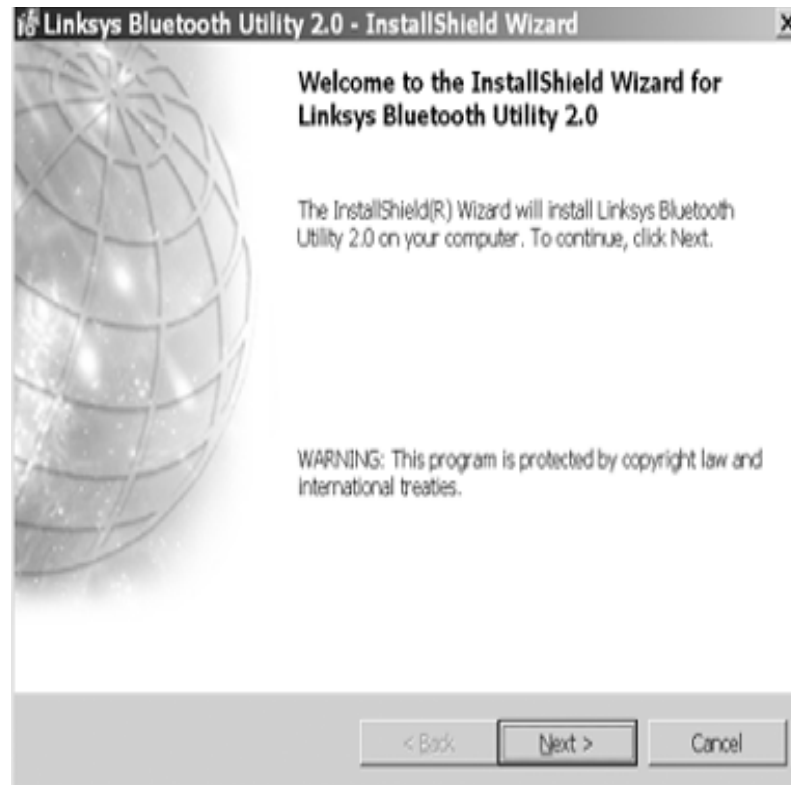 Linksys Bluetooth Utility 2.0 - InstallShield Wizard
Welcome to the InstallShield Wizard for
Linksys Bluetooth Utility 2.0
The InstallShield(R) Wizard will install Linksys Bluetooth
Utility 2.0 on your computer. To continue, click Next.
WARNING: This program is protected by copyright law and
international treaties.
< Back
Next >
Cancel